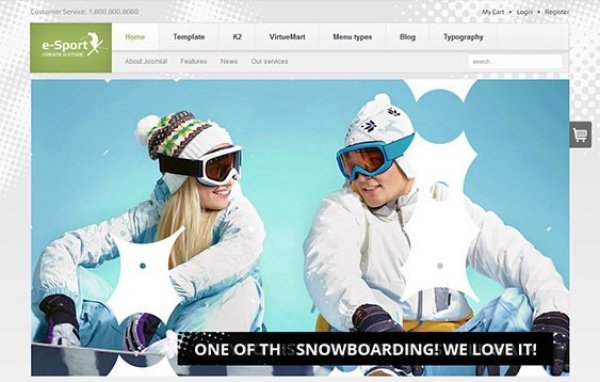 Customer Service: 1.800.800.8080
My Cart • Login • Register
e-Sport
CREATE A STORE
Home Template K2 VirtueMart Menu types Blog Typography
About Joomla! Features News Our services
search...
ONE OF TH SNOWBOARDING! WE LOVE IT!